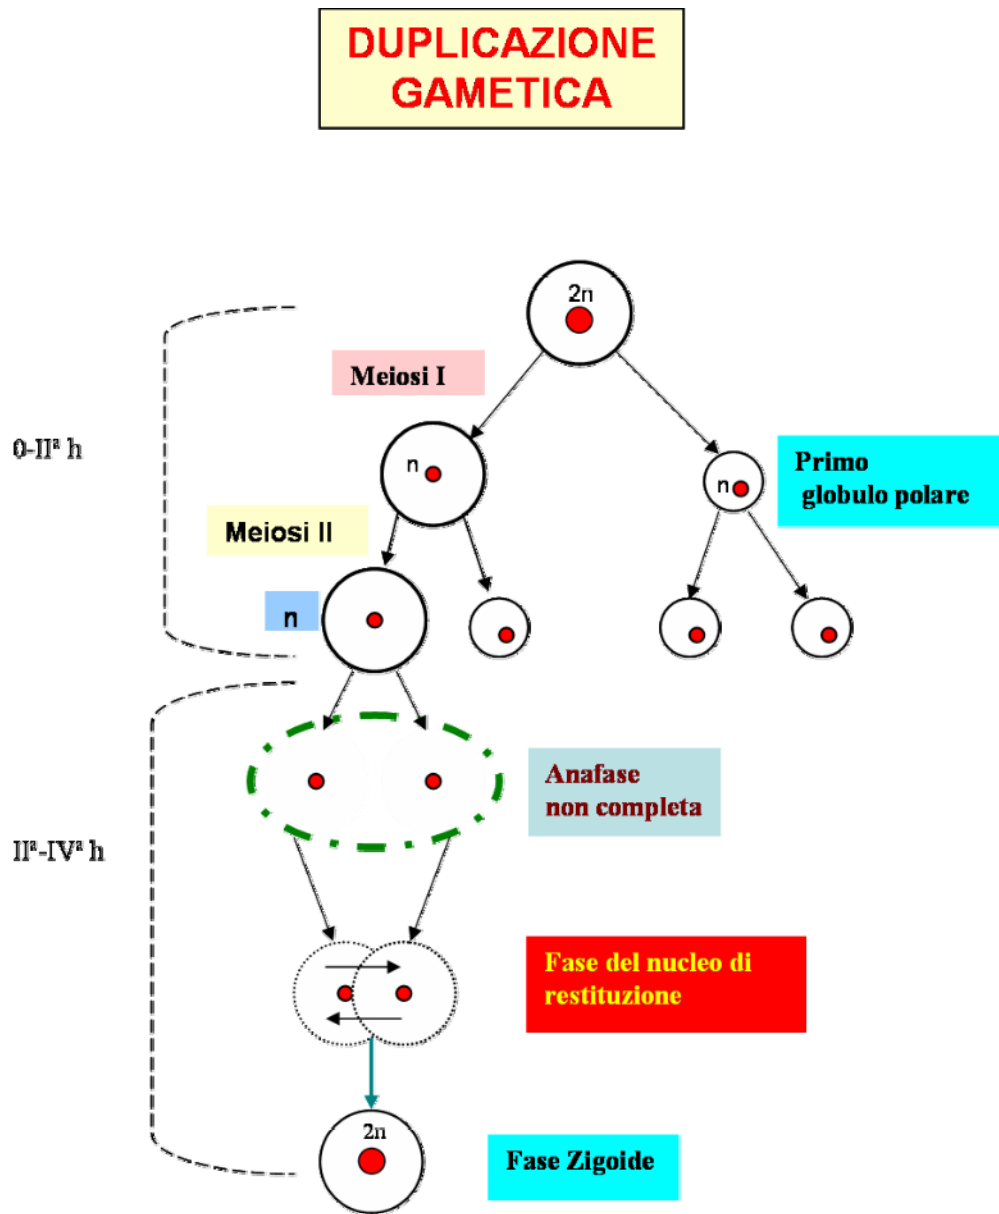 DUPLICAZIONE
GAMETICA
2n
Meiosi I
0-IIª h
n
n
Primo
globulo polare
Meiosi II
n
Anafase
non completa
IIª-IVª h
Fase del nucleo di
restituzione
2n
Fase Zigoide